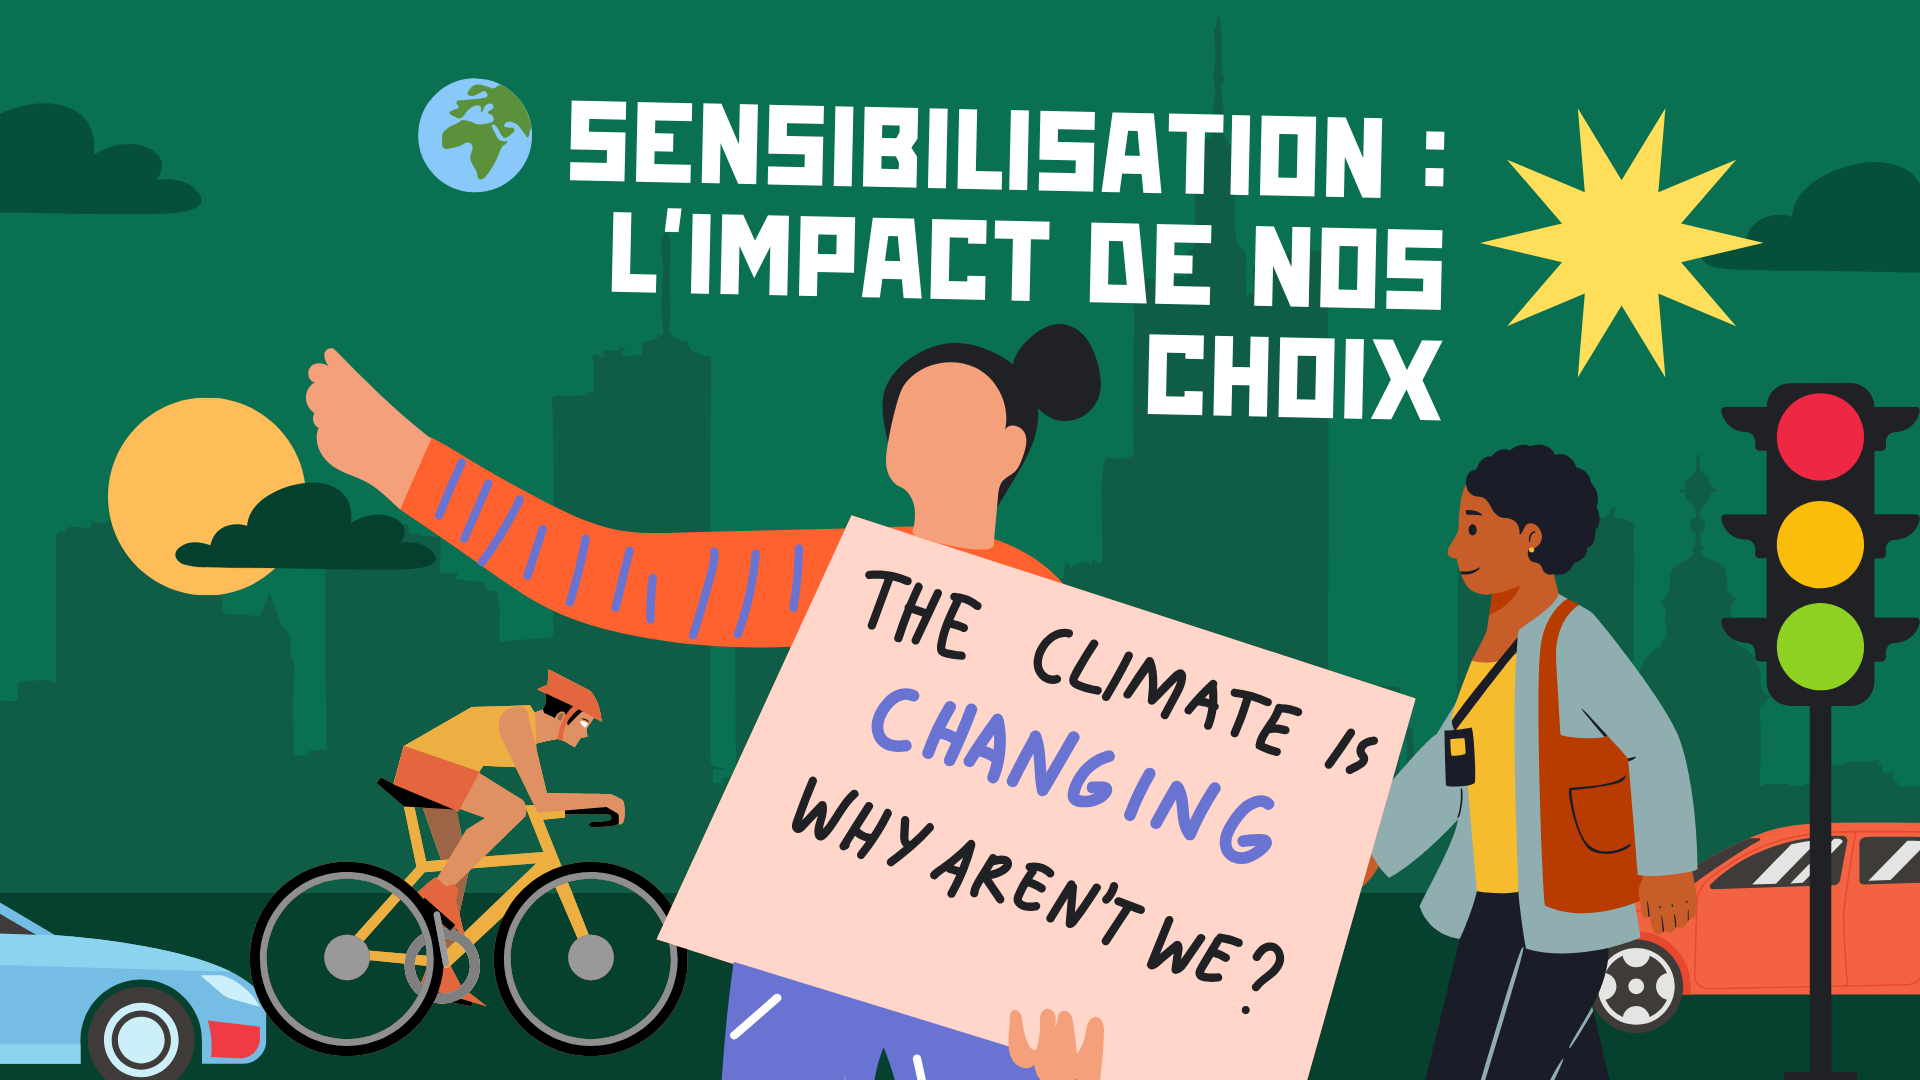 SENSIBILISATION :
L'IMPACT DE NOS
CHOIX
THE CLIMATE IS
CHANGING
WHY AREN'T WE?